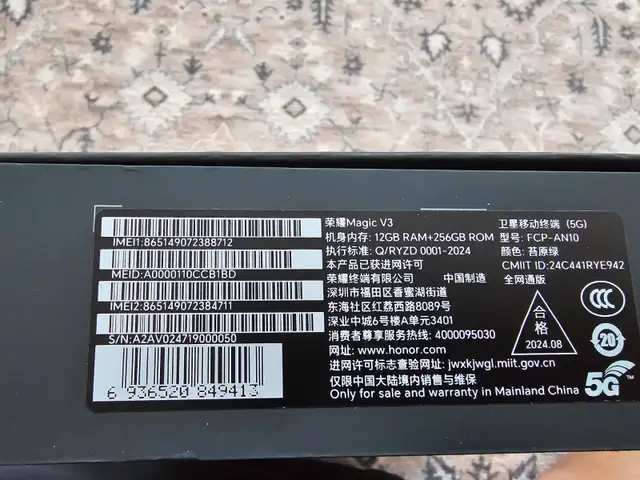 IMEI1:865149072388712
MEID:A0000110CCB1BD
IMEI2:865149072384711
S/N:A2AV024719000050
6 936520 849413
荣耀Magic V3
卫星移动终端 (5G)
机身内存: 12GB RAM+256GB ROM
型号: FCP-AN10
执行标准: Q/RYZD 0001-2024
颜色: 苔原绿
*本产品已获进网许可
CMIIT ID:24C441RYE942
荣耀终端有限公司
中国制造
全网通版
深圳市福田区香蜜湖街道
东海社区红荔西路8089号
深业中城6号楼A单元3401
消费者尊享服务热线: 4000095030
网址: www.honor.com
进网许可标志查验网址: jwxkjwgl.miit.gov.cn
仅限中国大陆境内销售与维保
Only for sale and warranty in Mainland China
合格
2024.08
CCC
20
5G
TM